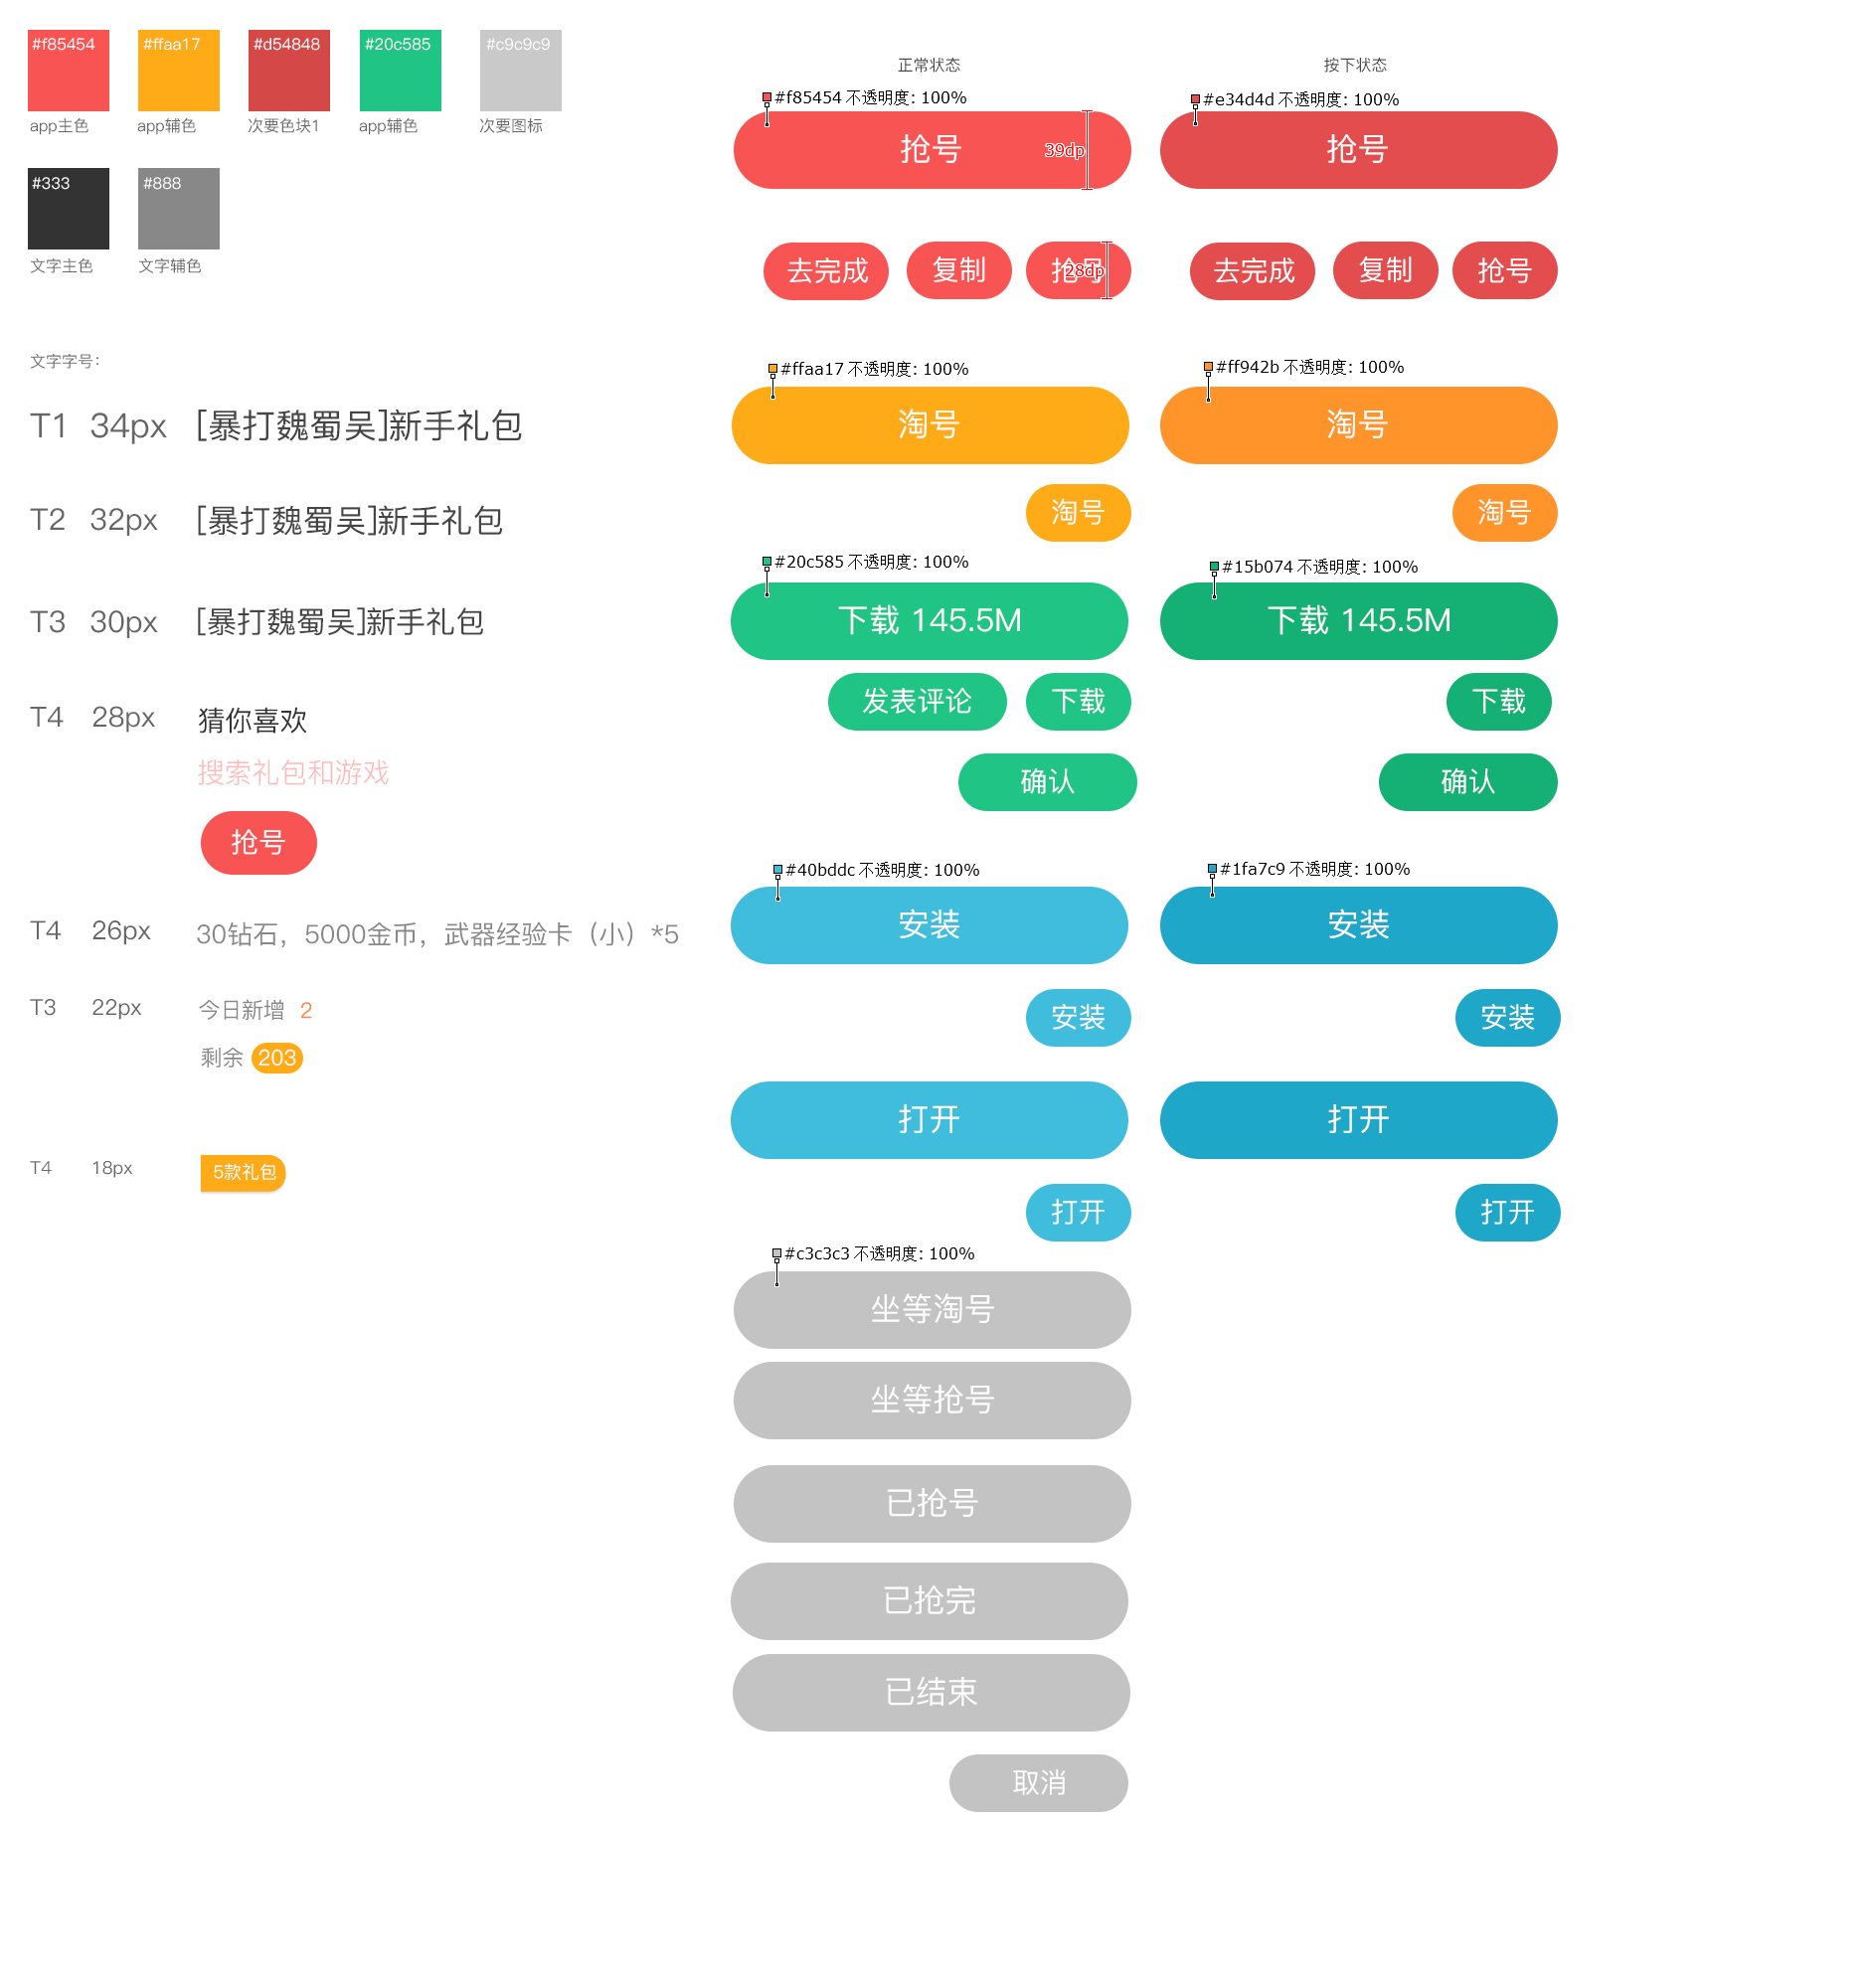 #f85454 #ffaa17 #d54848 #20c585 #c9c9c9
app主色 app辅色 次要色块1 app辅色 次要图标
#333 #888
文字主色 文字辅色
文字字号：
T1 34px [暴打魏蜀吴]新手礼包
T2 32px [暴打魏蜀吴]新手礼包
T3 30px [暴打魏蜀吴]新手礼包
T4 28px 猜你喜欢
搜索礼包和游戏
抢号
T4 26px 30钻石，5000金币，武器经验卡（小）*5
T3 22px 今日新增 2
剩余 203
T4 18px 5款礼包
正常状态 按下状态
#f85454 不透明度：100% #e34d4d 不透明度：100%
抢号 39dp 抢号
去完成 复制 抢号 28dp 去完成 复制 抢号
#ffaa17 不透明度：100% #ff942b 不透明度：100%
淘号 淘号
淘号 淘号
#20c585 不透明度：100% #15b074 不透明度：100%
下载 145.5M 下载 145.5M
发表评论 下载 下载
确认 确认
#40bddc 不透明度：100% #1fa7c9 不透明度：100%
安装 安装
安装 安装
打开 打开
打开 打开
#c3c3c3 不透明度：100%
坐等淘号
坐等抢号
已抢号
已抢完
已结束
取消